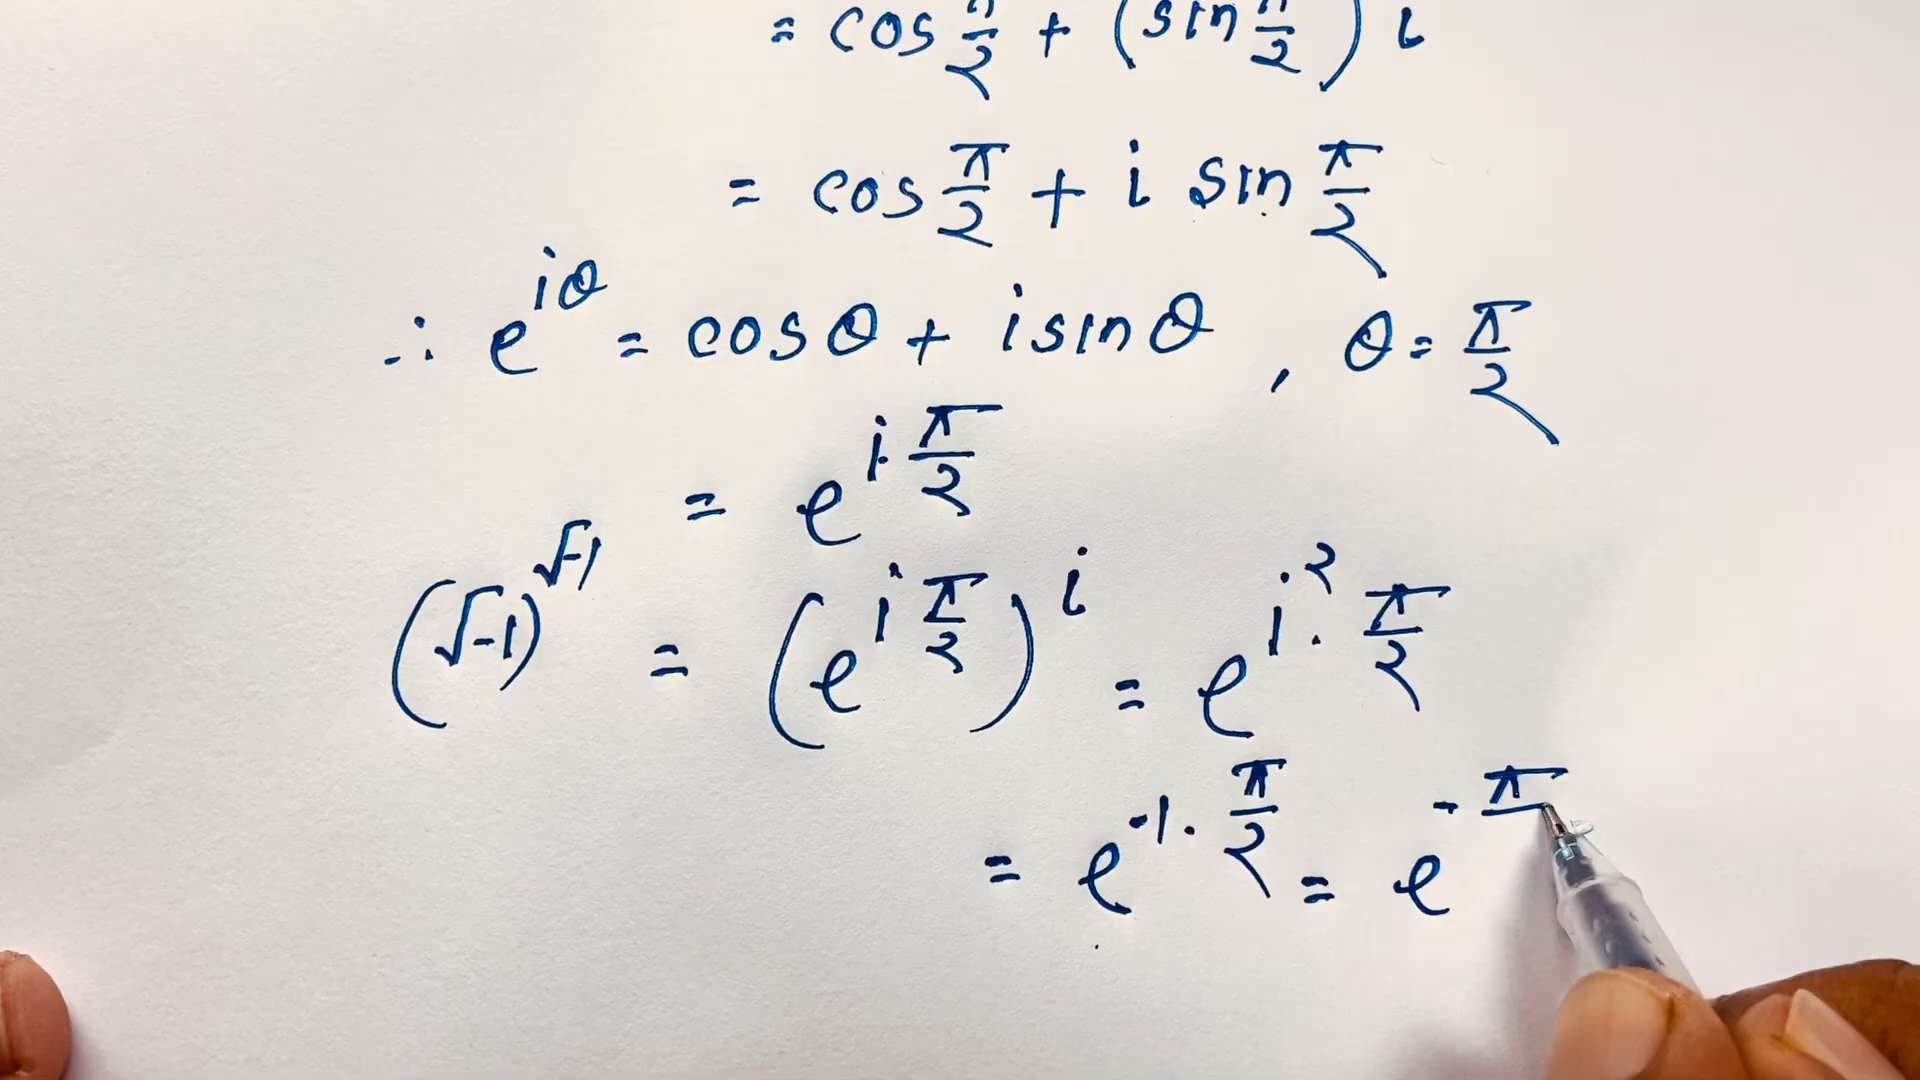 = cos π/2 + (sin π/2) i
= cos π/2 + i sin π/2
∴ e^{iθ} = cosθ + i sinθ , θ = π/2
= e^{i·π/2}
(√-1)^{√-1} = (e^{i π/2})^i = e^{i²·π/2}
= e^{-1·π/2} = e^{-π/}